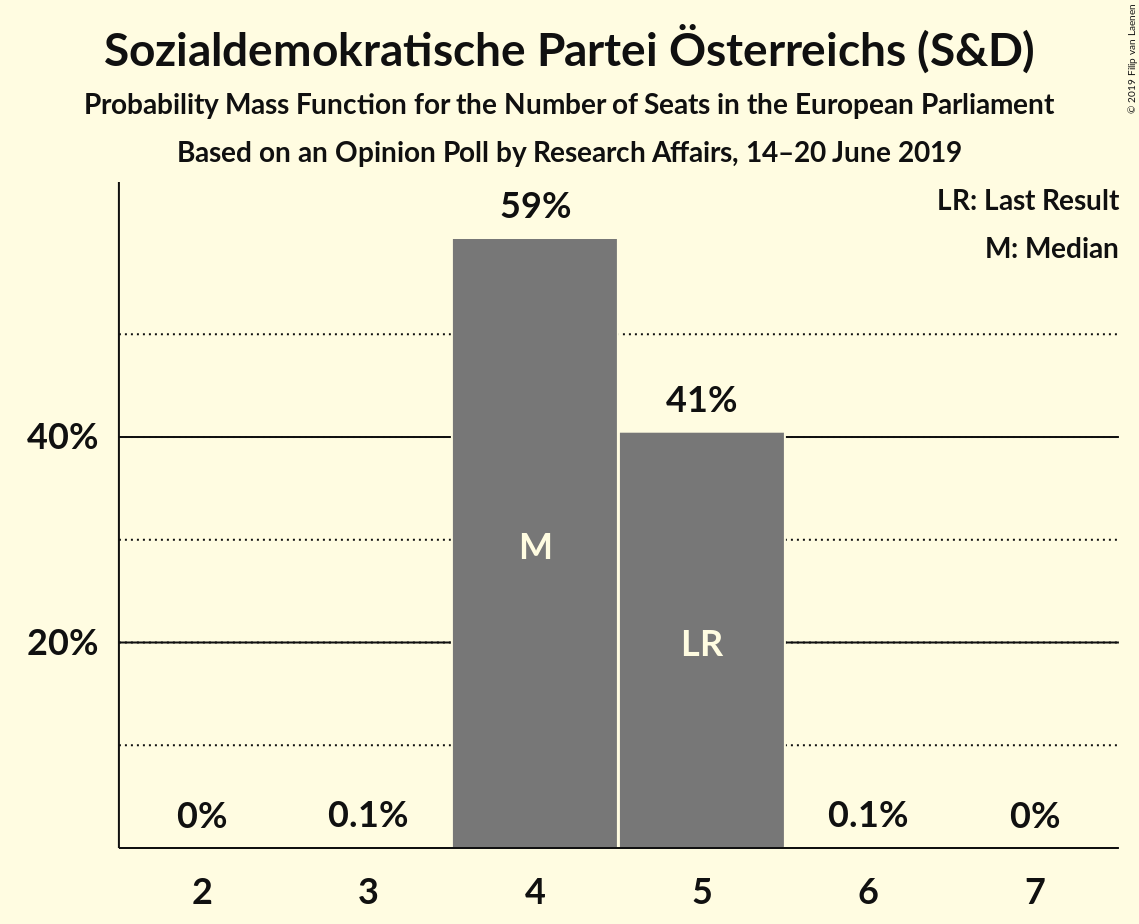 Sozialdemokratische Partei Österreichs (S&D)
Probability Mass Function for the Number of Seats in the European Parliament
Based on an Opinion Poll by Research Affairs, 14–20 June 2019
© 2019 Filip van Laenen
LR: Last Result
M: Median
59%
41%
40%
M
20%
LR
0%
0.1%
0.1%
0%
2 3 4 5 6 7